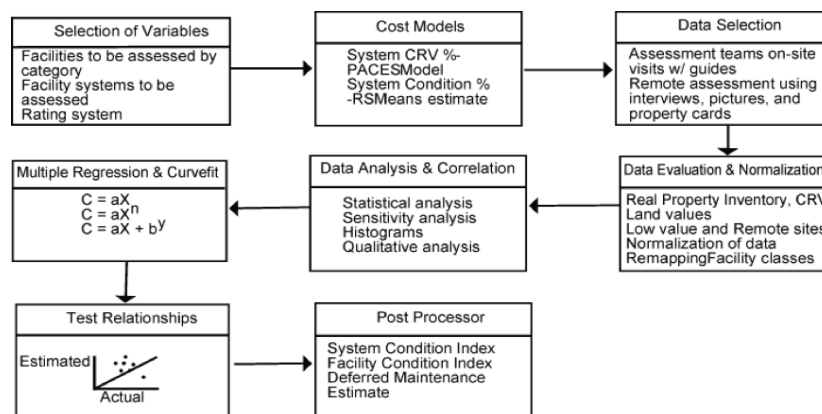 Selection of Variables
Facilities to be assessed by
category
Facility systems to be
assessed
Rating system
Cost Models
System CRV %-
PACESModel
System Condition %
-RSMeans estimate
Data Selection
Assessment teams on-site
visits w/ guides
Remote assessment using
interviews, pictures, and
property cards
Multiple Regression & Curvefit
C = aX
C = aXⁿ
C = aX + bʸ
Data Analysis & Correlation
Statistical analysis
Sensitivity analysis
Histograms
Qualitative analysis
Data Evaluation & Normalization
Real Property Inventory, CRV
Land values
Low value and Remote sites
Normalization of data
RemappingFacility classes
Test Relationships
Estimated
Actual
Post Processor
System Condition Index
Facility Condition Index
Deferred Maintenance
Estimate